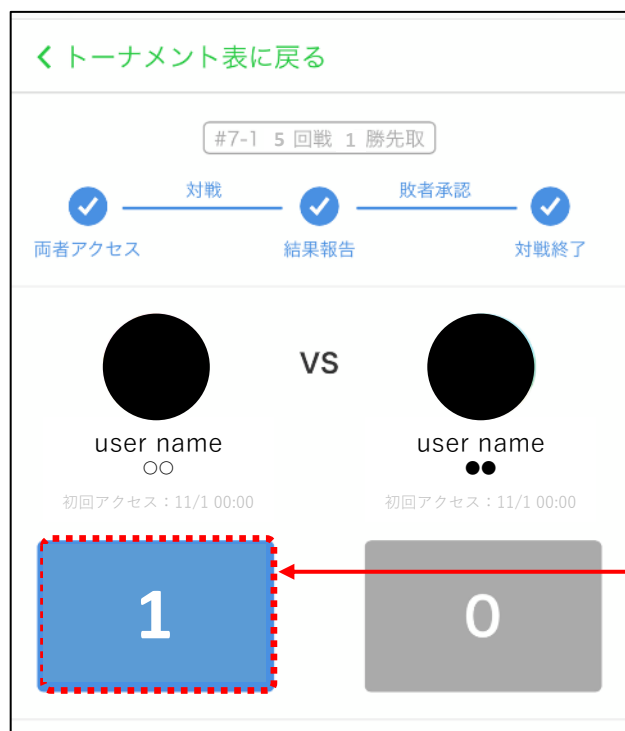 トーナメント表に戻る
#7-1 5 回戦 1 勝先取
対戦 敗者承認
両者アクセス 結果報告 対戦終了
VS
user name user name
○○ ●●
初回アクセス：11/1 00:00 初回アクセス：11/1 00:00
1 0